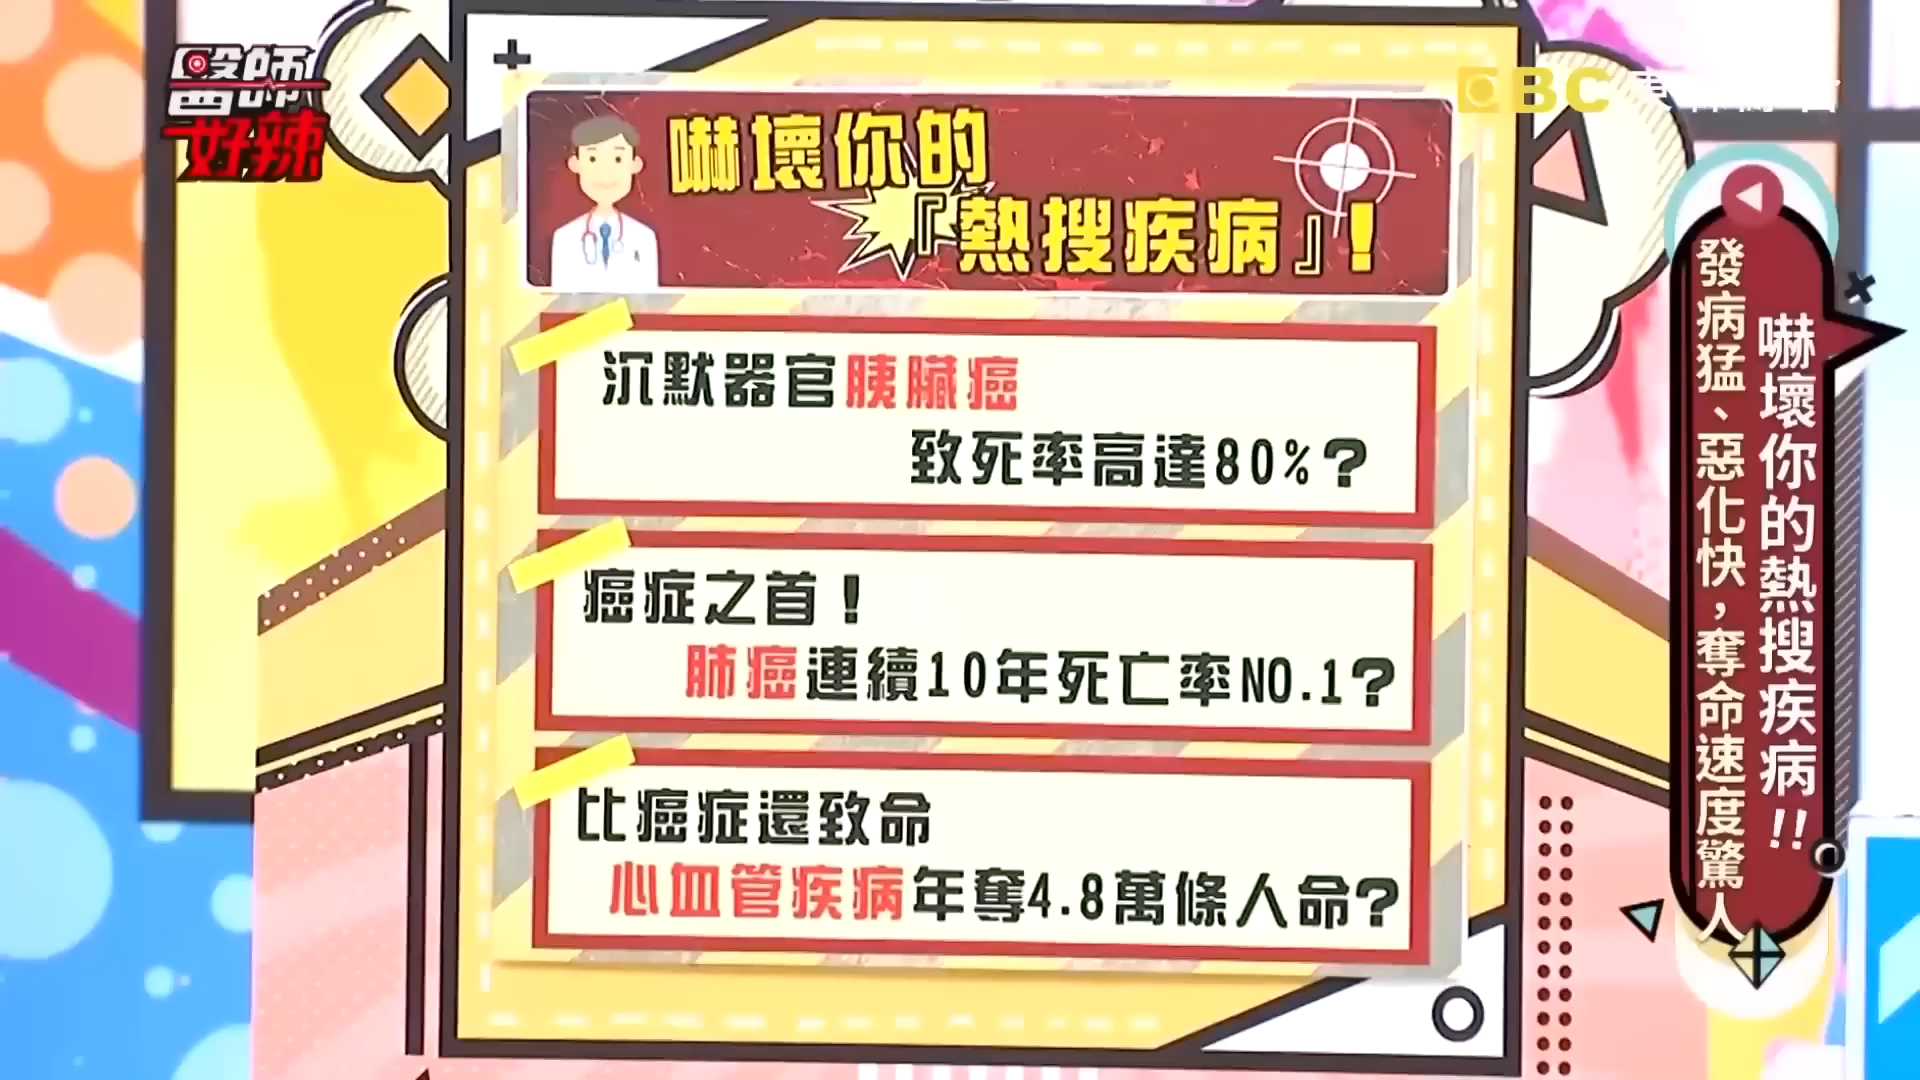 醫師
好辣
EBC
嚇壞你的
『熱搜疾病』!
沉默器官胰臟癌
致死率高達80%?
癌症之首!
肺癌連續10年死亡率NO.1?
比癌症還致命
心血管疾病年奪4.8萬條人命?
嚇壞你的熱搜疾病!!
發病猛、惡化快，奪命速度驚人